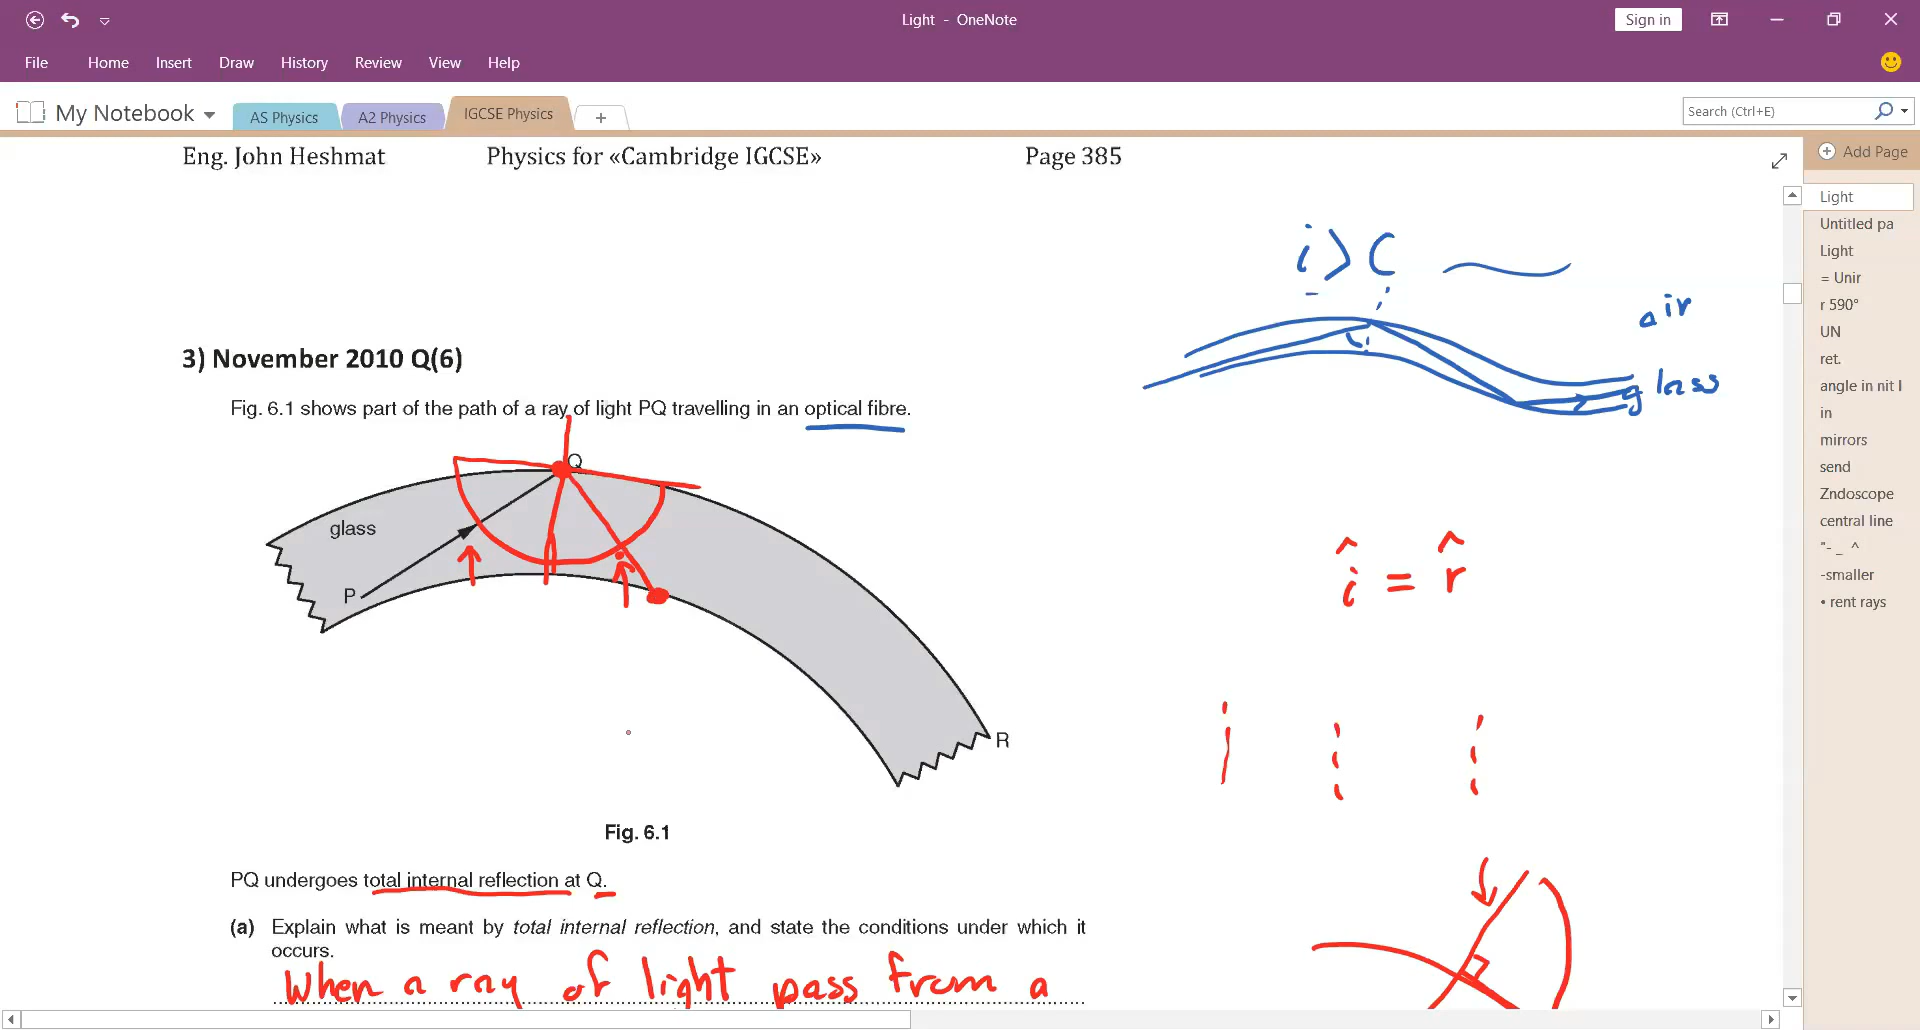 Light - OneNote
Sign in
File Home Insert Draw History Review View Help
My Notebook
AS Physics
A2 Physics
IGCSE Physics
+
Search (Ctrl+E)
Eng. John Heshmat Physics for «Cambridge IGCSE» Page 385
Add Page
Light
Untitled pa
Light
= Unir
r 590°
UN
ret.
angle in nit I
in
mirrors
send
Zndoscope
central line
"- _ ^
-smaller
• rent rays
i > C
air
glass
3) November 2010 Q(6)
Fig. 6.1 shows part of the path of a ray of light PQ travelling in an optical fibre.
Q
glass
P
R
î = r̂
Fig. 6.1
PQ undergoes total internal reflection at Q.
(a) Explain what is meant by total internal reflection, and state the conditions under which it
occurs.
When a ray of light pass from a